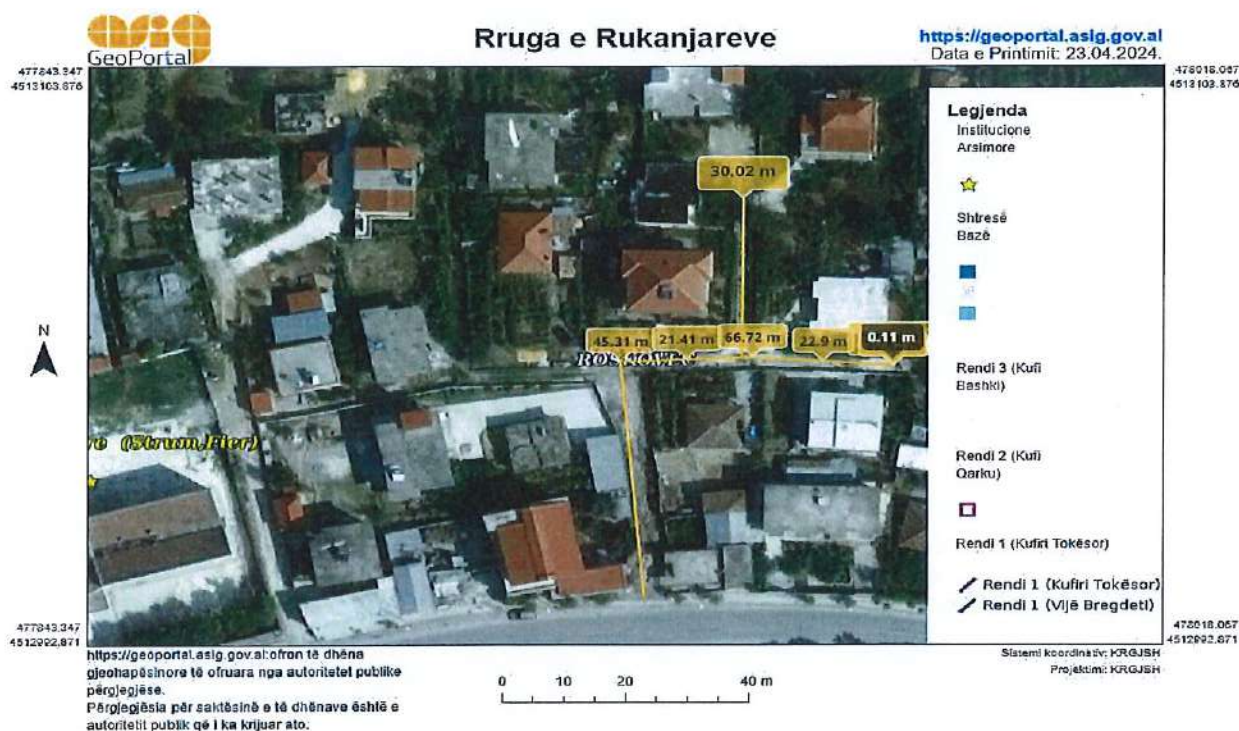 asig
GeoPortal
Rruga e Rukanjareve
https://geoportal.asig.gov.al
Data e Printimit: 23.04.2024.
477843.347
4513103.876
478018.067
4513103.876
30.02 m
45.31 m
21.41 m
66.72 m
22.9 m
0.11 m
ve (Strum,Fier)
N
Legjenda
Institucione
Arsimore
Shtresë
Bazë
Rendi 3 (Kufi
Bashki)
Rendi 2 (Kufi
Qarku)
Rendi 1 (Kufiri Tokësor)
Rendi 1 (Kufiri Tokësor)
Rendi 1 (Vijë Bregdeti)
477843.347
4512992.871
478018.067
4512992.871
https://geoportal.asig.gov.al:ofron të dhëna
gjeohapësinore të ofruara nga autoritetet publike
përgjegjëse.
Përgjegjësia për saktësinë e të dhënave është e
autoritetit publik që i ka krijuar ato.
0 10 20 40 m
Sistemi koordinativ: KRGJSH
Projektimi: KRGJSH